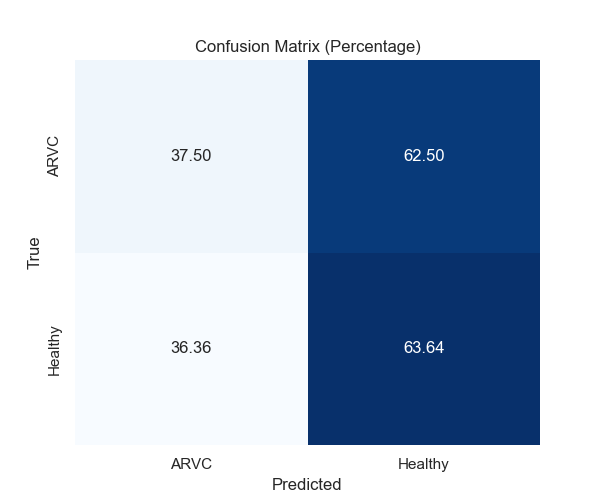 Confusion Matrix (Percentage)
True
ARVC
37.50
62.50
Healthy
36.36
63.64
ARVC
Healthy
Predicted